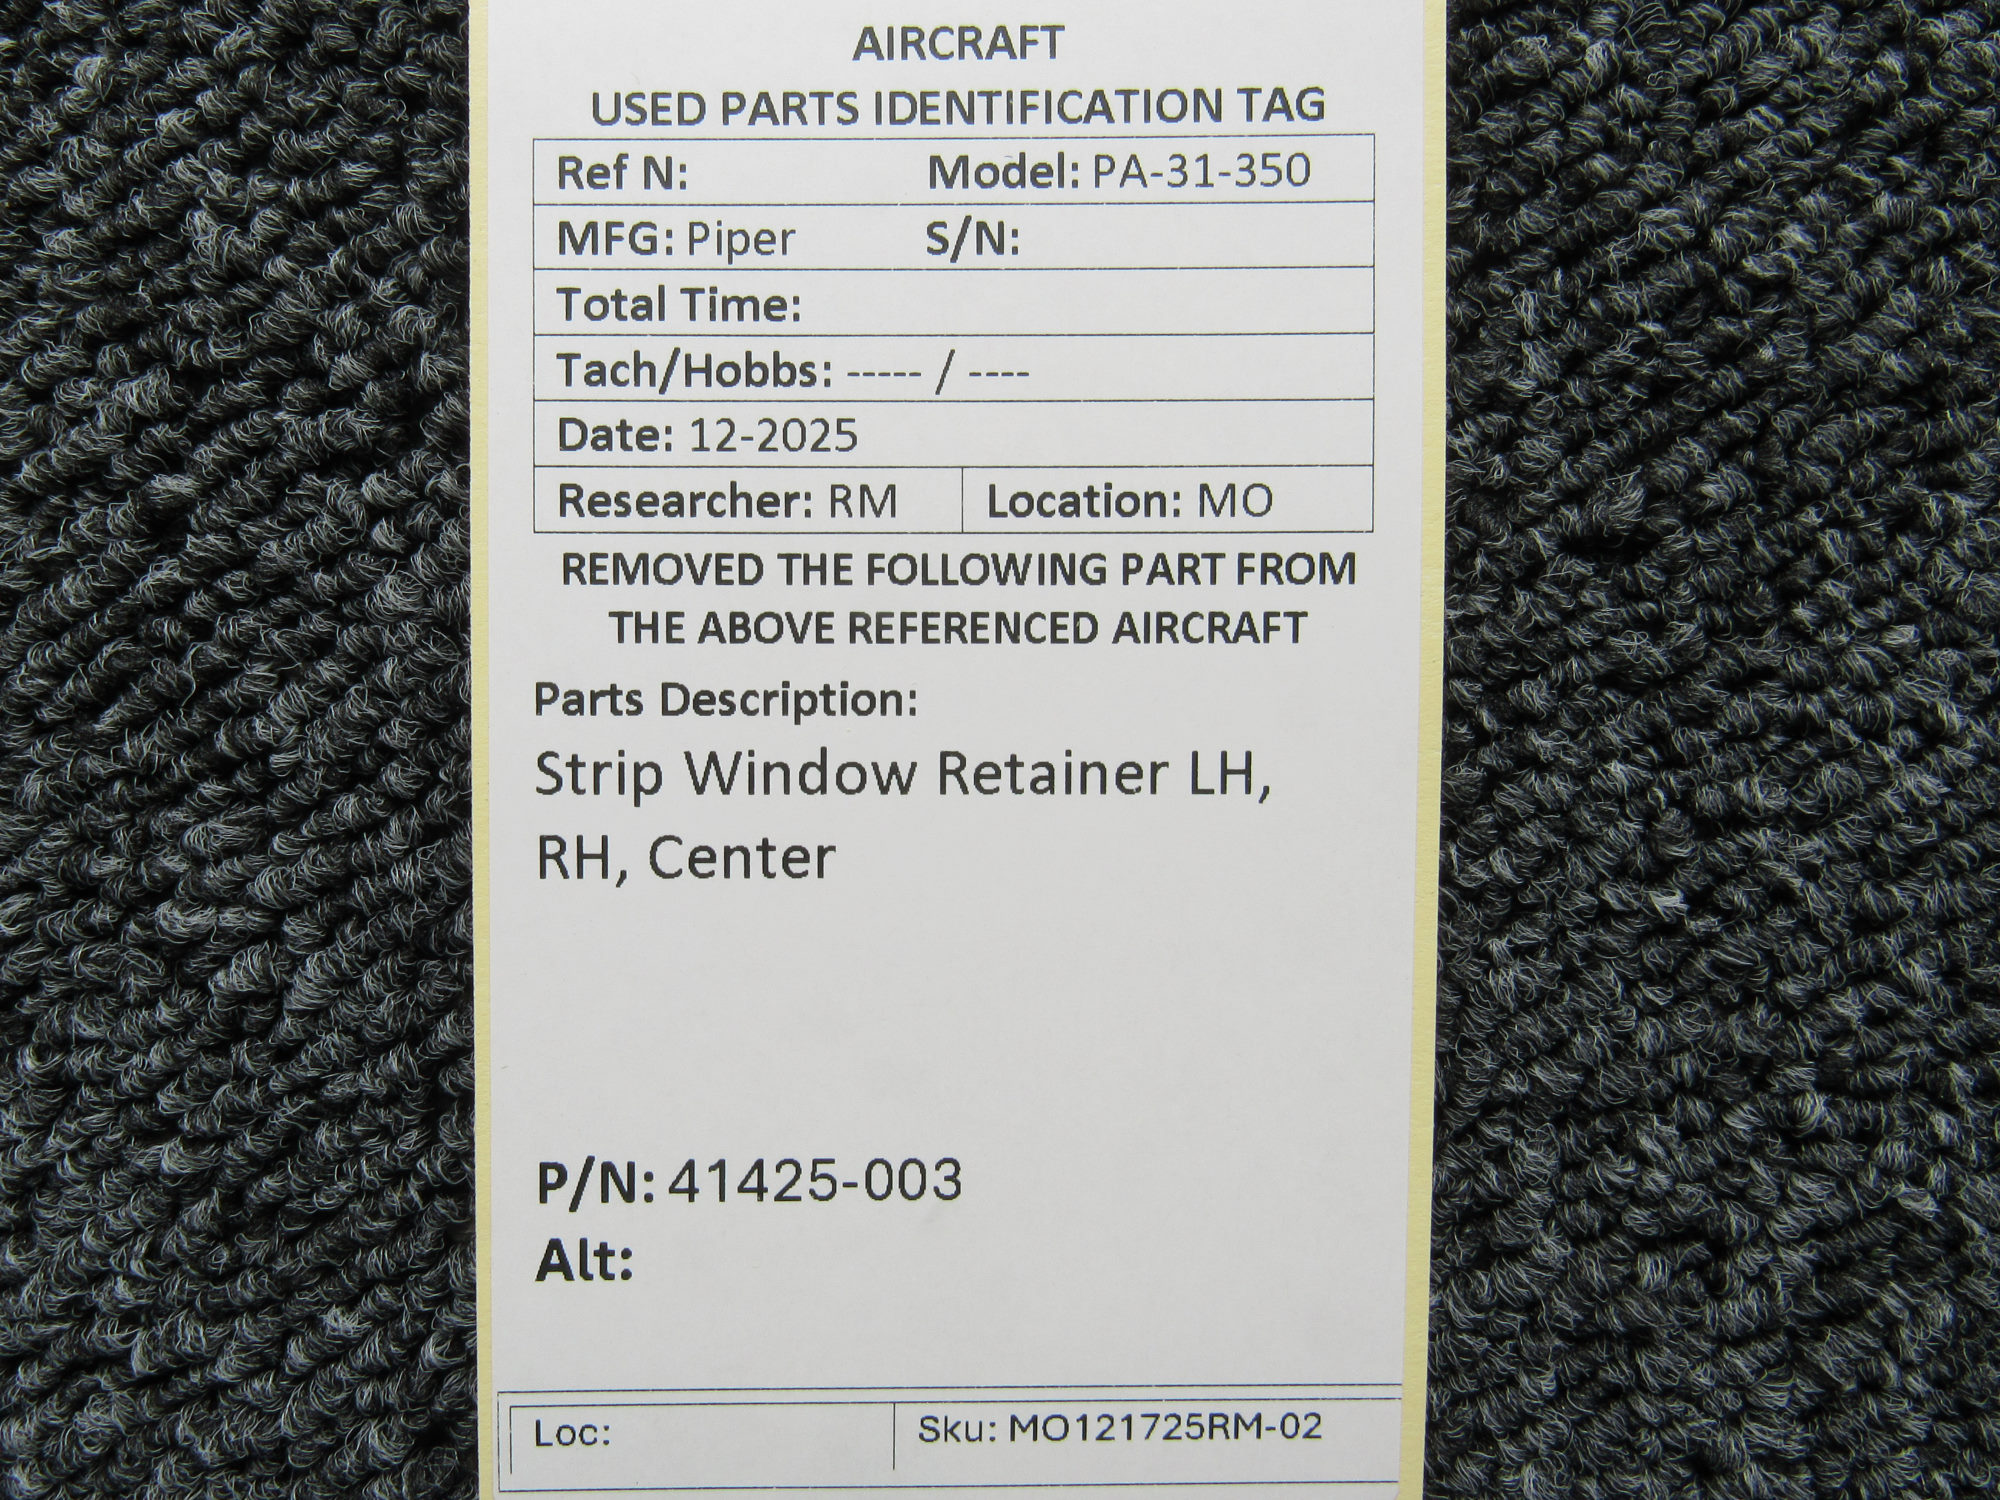 AIRCRAFT
USED PARTS IDENTIFICATION TAG
Ref N: Model: PA-31-350
MFG: Piper S/N:
Total Time:
Tach/Hobbs: ----- / ----
Date: 12-2025
Researcher: RM Location: MO
REMOVED THE FOLLOWING PART FROM
THE ABOVE REFERENCED AIRCRAFT
Parts Description:
Strip Window Retainer LH,
RH, Center
P/N: 41425-003
Alt:
Loc: Sku: MO121725RM-02